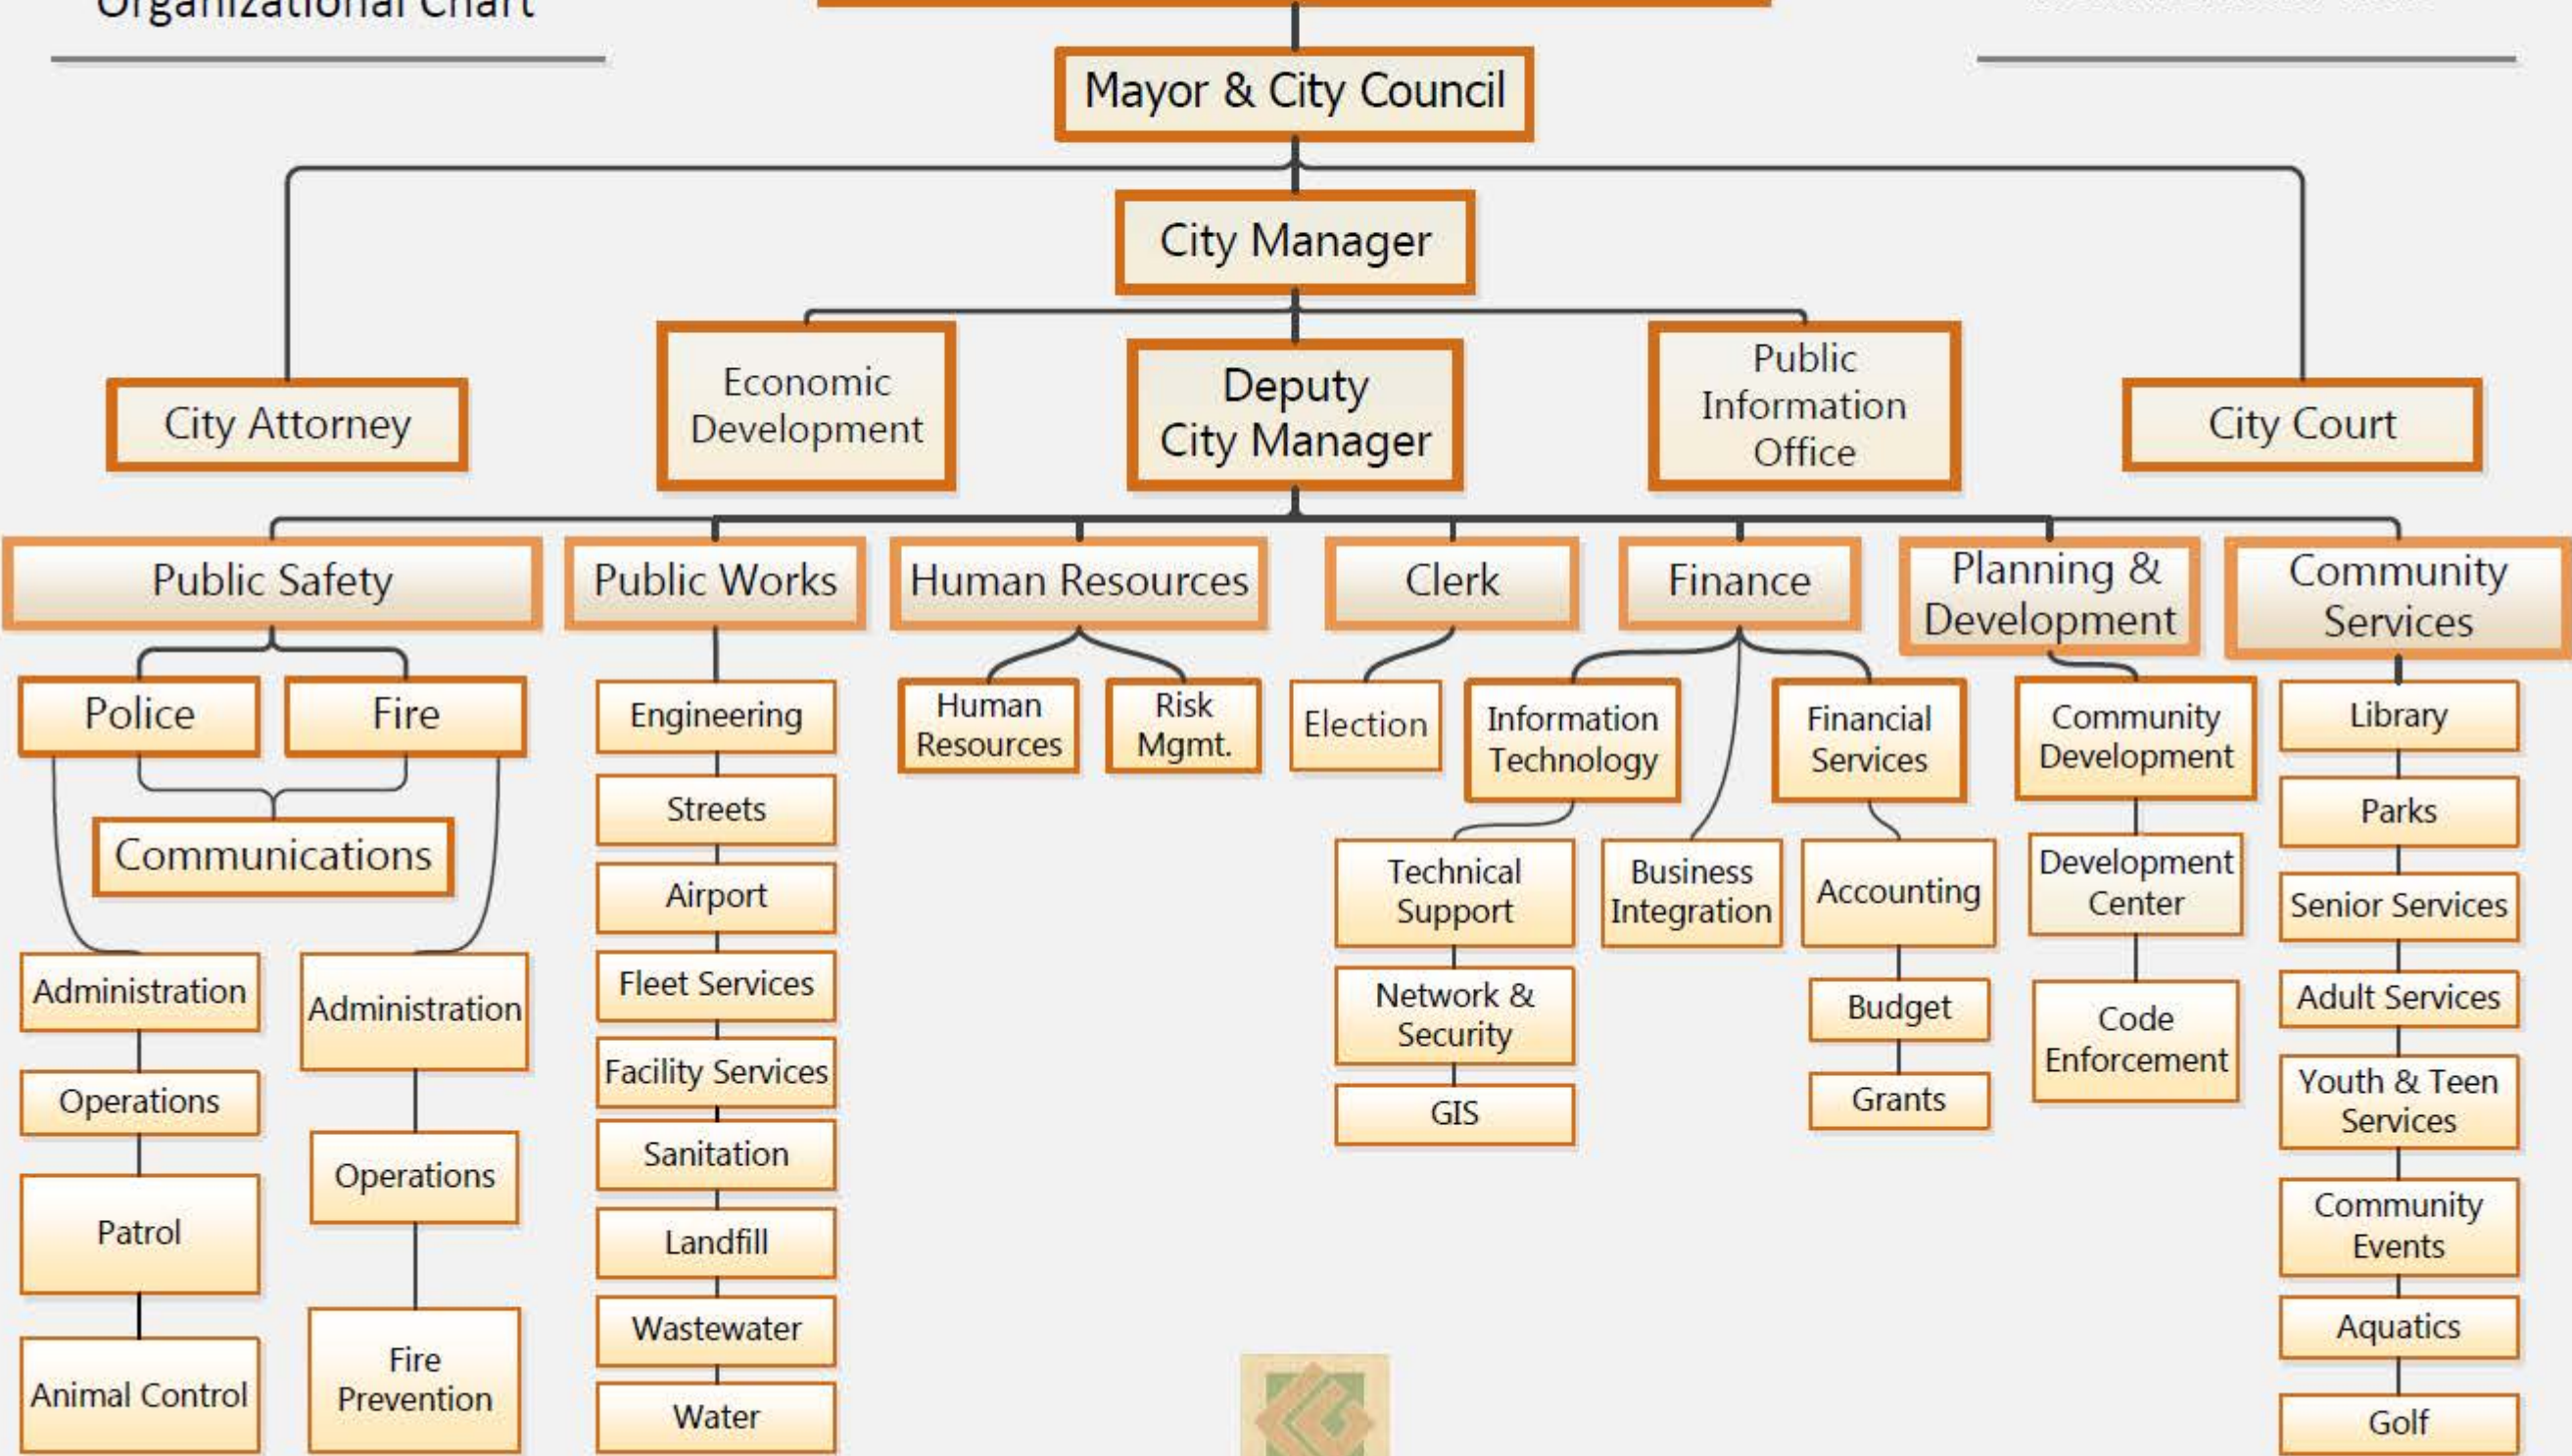 Organizational Chart
Mayor & City Council
City Manager
Economic
Development
Deputy
City Manager
Public
Information
Office
City Attorney
City Court
Public Safety
Public Works
Human Resources
Clerk
Finance
Planning &
Development
Community
Services
Police
Fire
Communications
Administration
Operations
Patrol
Animal Control
Administration
Operations
Fire
Prevention
Engineering
Streets
Airport
Fleet Services
Facility Services
Sanitation
Landfill
Wastewater
Water
Human
Resources
Risk
Mgmt.
Election
Information
Technology
Technical
Support
Network &
Security
GIS
Business
Integration
Financial
Services
Accounting
Budget
Grants
Community
Development
Development
Center
Code
Enforcement
Library
Parks
Senior Services
Adult Services
Youth & Teen
Services
Community
Events
Aquatics
Golf